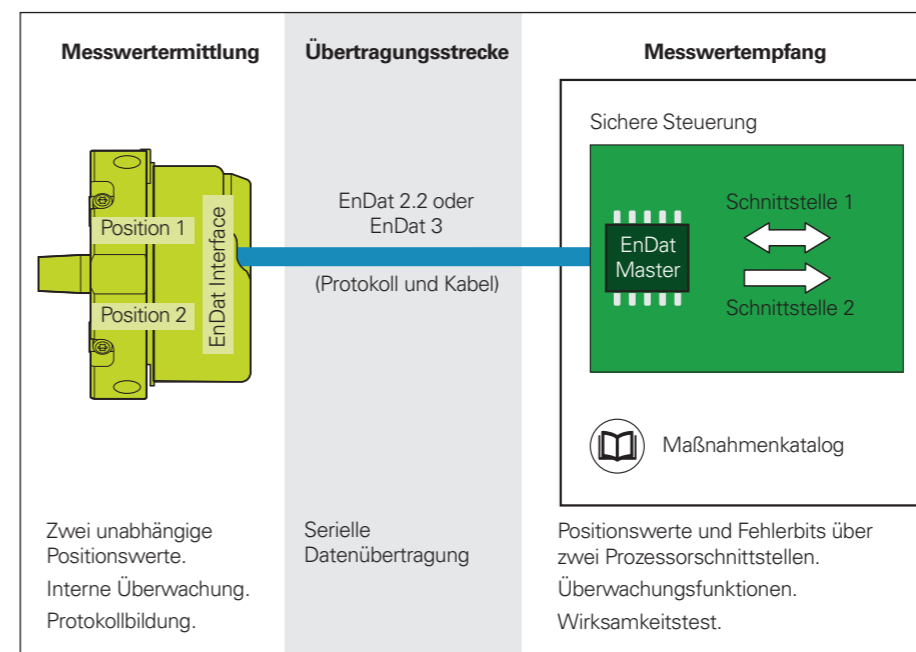 Messwertermittlung
Übertragungsstrecke
Messwertempfang
Sichere Steuerung
Position 1
Position 2
EnDat Interface
EnDat 2.2 oder
EnDat 3
(Protokoll und Kabel)
EnDat
Master
Schnittstelle 1
Schnittstelle 2
Maßnahmenkatalog
Zwei unabhängige
Positionswerte.
Interne Überwachung.
Protokollbildung.
Serielle
Datenübertragung
Positionswerte und Fehlerbits über
zwei Prozessorschnittstellen.
Überwachungsfunktionen.
Wirksamkeitstest.